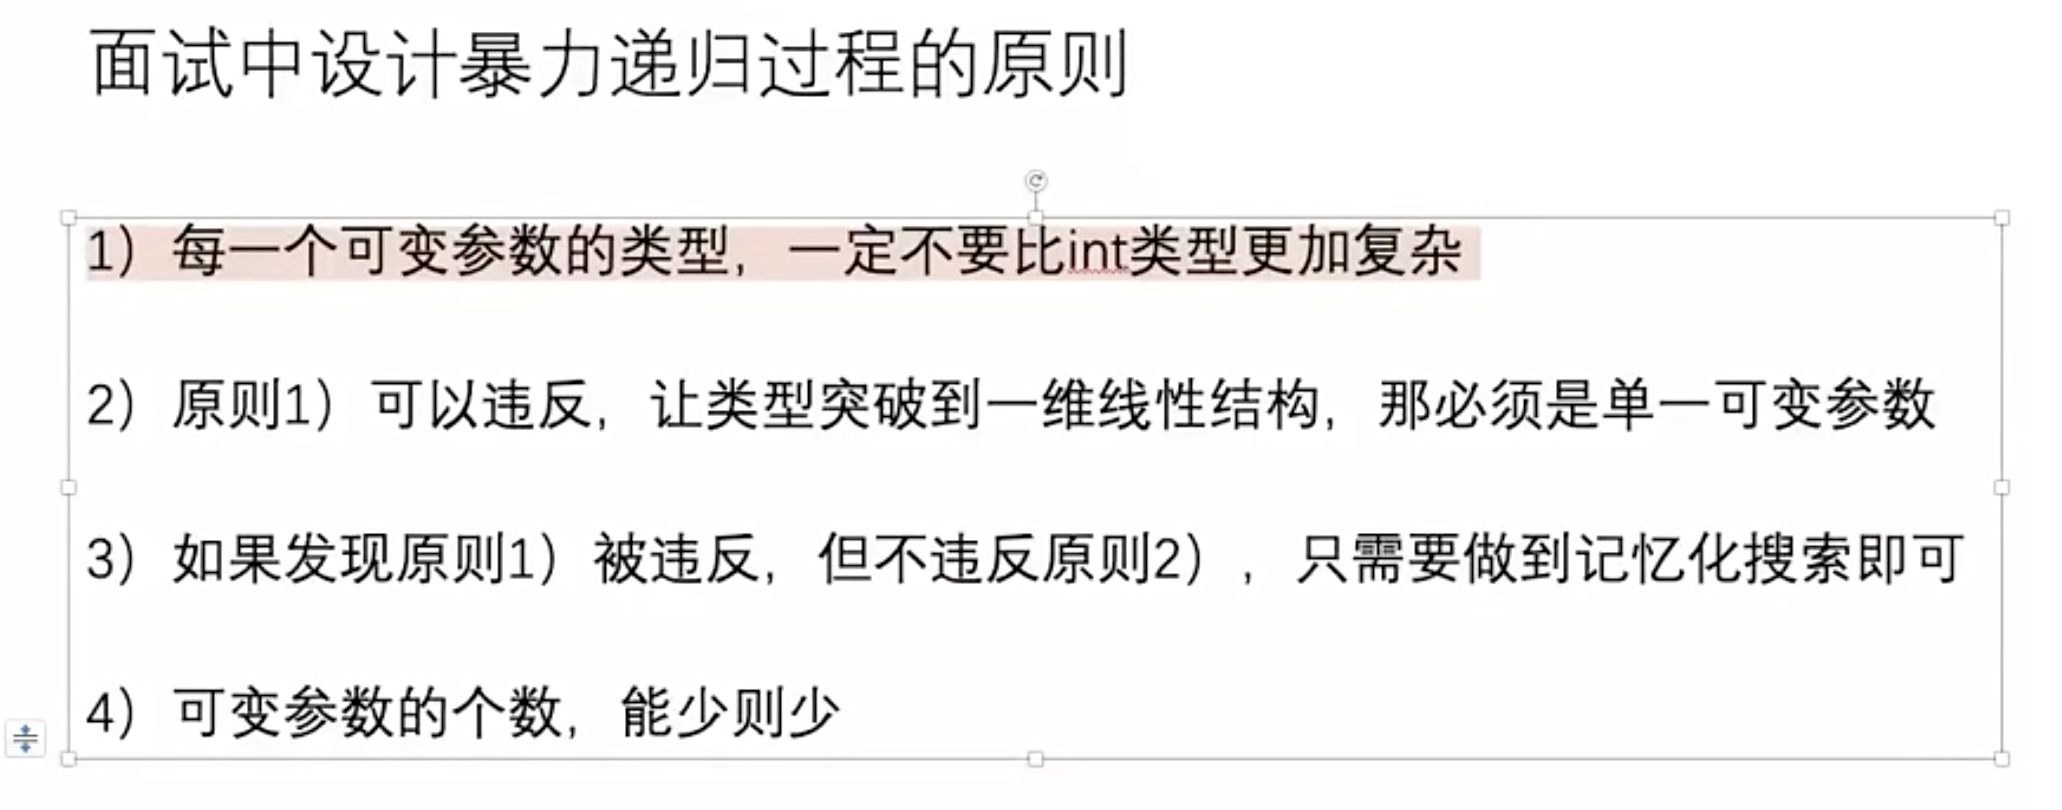 面试中设计暴力递归过程的原则
1）每一个可变参数的类型，一定不要比int类型更加复杂
2）原则1）可以违反，让类型突破到一维线性结构，那必须是单一可变参数
3）如果发现原则1）被违反，但不违反原则2），只需要做到记忆化搜索即可
4）可变参数的个数，能少则少